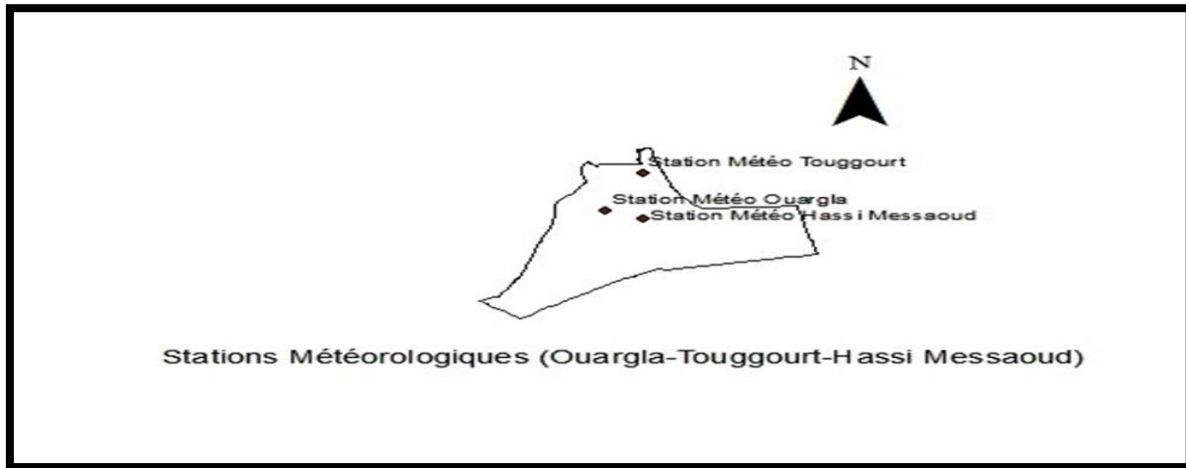 N
Station Météo Touggourt
Station Météo Ouargla
Station Météo Hassi Messaoud
Stations Météorologiques (Ouargla-Touggourt-Hassi Messaoud)